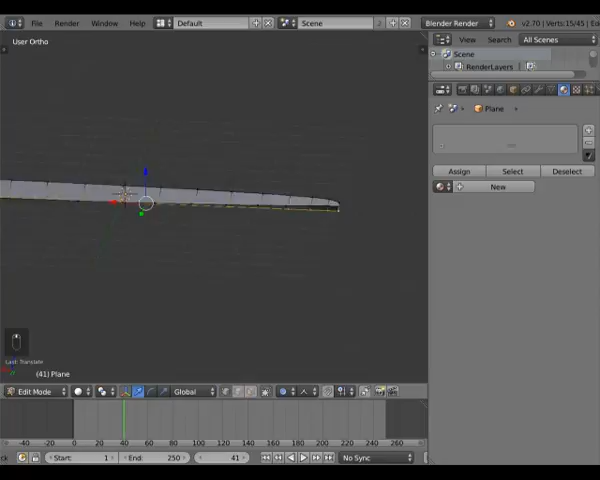 File Render Window Help Default Scene 2 Blender Render v2.70 | Verts:15/45 | Ed
User Ortho
View Search All Scenes
Scene
RenderLayers
Plane
Assign Select Deselect
New
Last: Translate
(41) Plane
Edit Mode Global
-40 -20 0 20 40 60 80 100 120 140 160 180 200 220 240 260
ck Start: 1 End: 250 41 No Sync